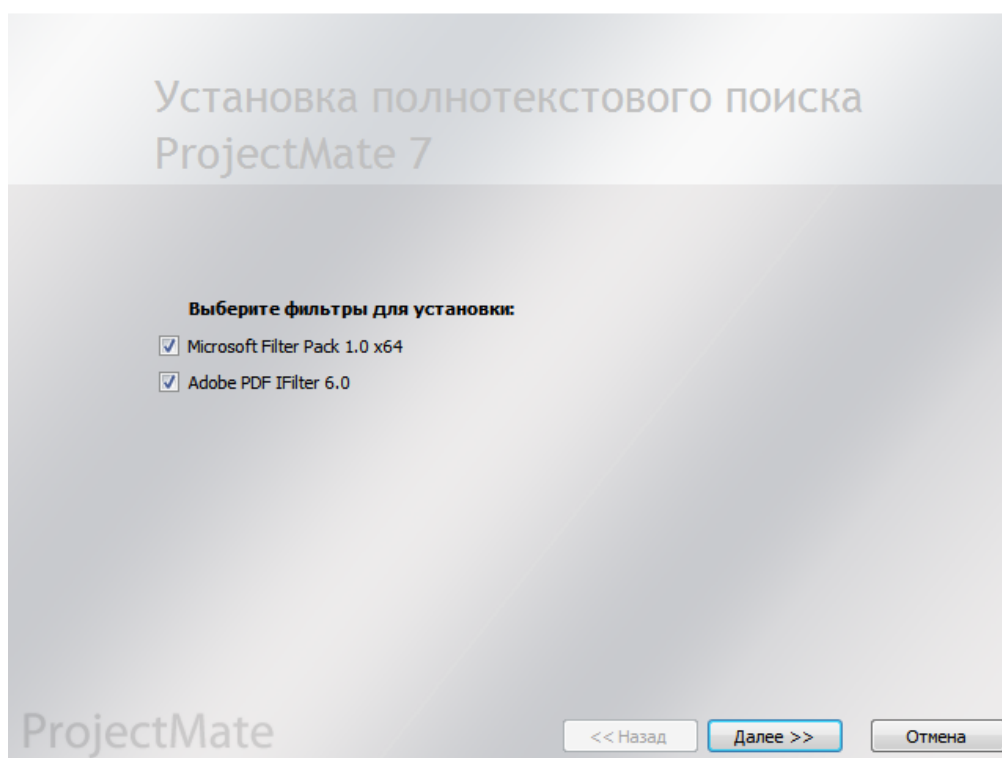 Установка полнотекстового поиска
ProjectMate 7
Выберите фильтры для установки:
Microsoft Filter Pack 1.0 x64
Adobe PDF IFilter 6.0
ProjectMate
<< Назад
Далее >>
Отмена